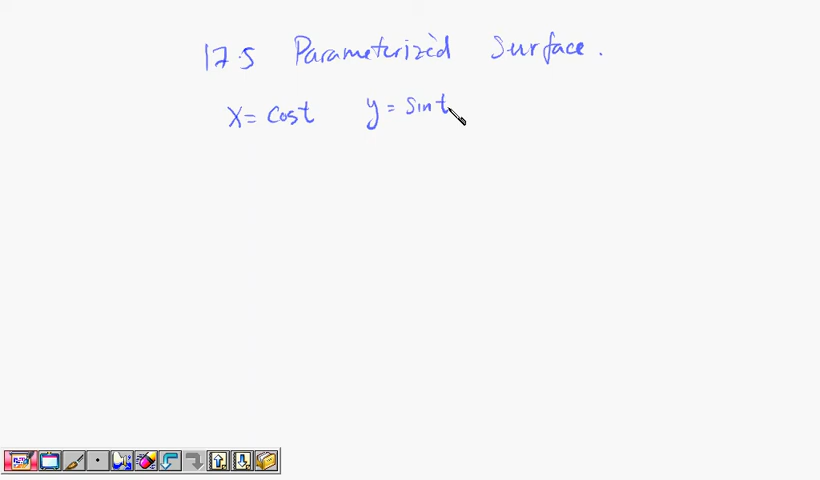 17.5 Parameterized Surface.
x = cost y = sint